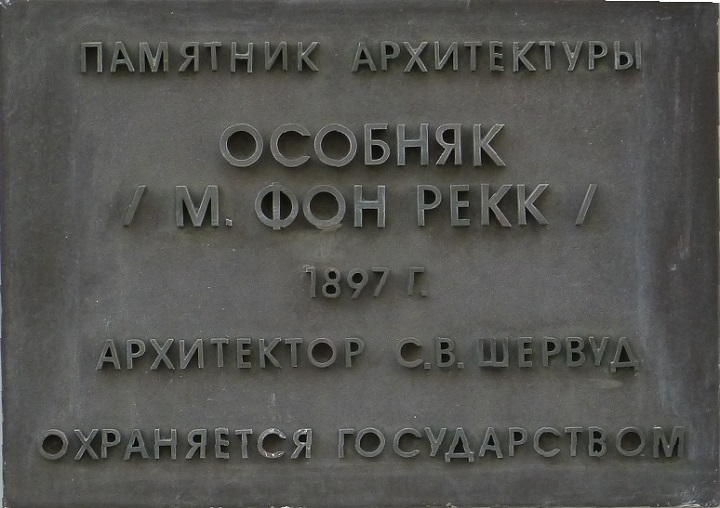 ПАМЯТНИК АРХИТЕКТУРЫ
ОСОБНЯК
/ М. ФОН РЕКК /
1897 Г.
АРХИТЕКТОР С.В. ШЕРВУД
ОХРАНЯЕТСЯ ГОСУДАРСТВОМ